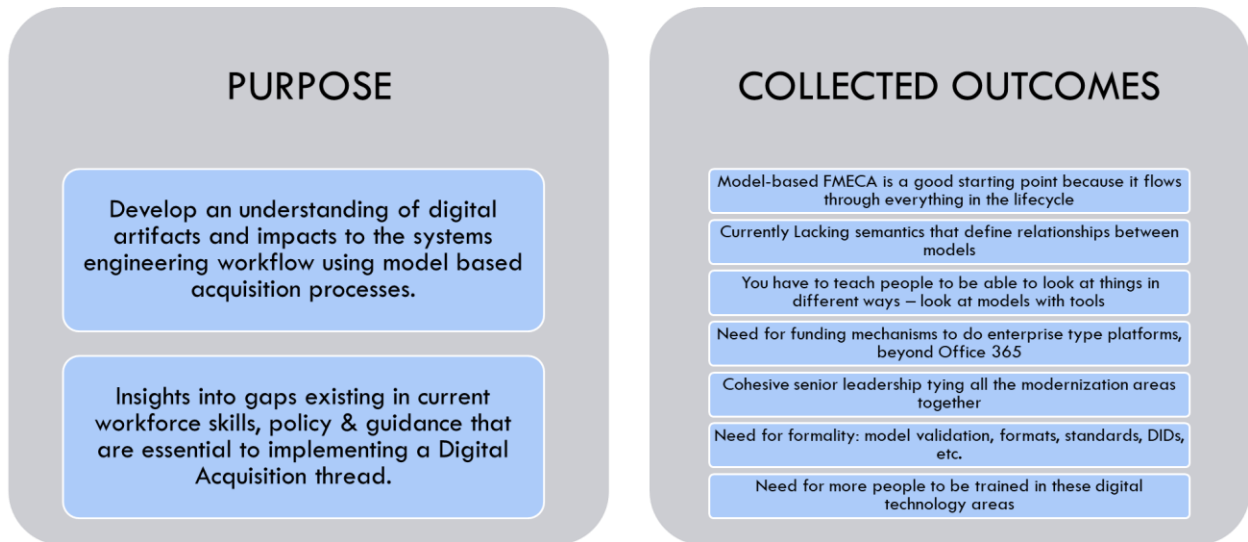 PURPOSE
Develop an understanding of digital
artifacts and impacts to the systems
engineering workflow using model based
acquisition processes.
Insights into gaps existing in current
workforce skills, policy & guidance that
are essential to implementing a Digital
Acquisition thread.
COLLECTED OUTCOMES
Model-based FMECA is a good starting point because it flows
through everything in the lifecycle
Currently Lacking semantics that define relationships between
models
You have to teach people to be able to look at things in
different ways – look at models with tools
Need for funding mechanisms to do enterprise type platforms,
beyond Office 365
Cohesive senior leadership tying all the modernization areas
together
Need for formality: model validation, formats, standards, DIDs,
etc.
Need for more people to be trained in these digital
technology areas